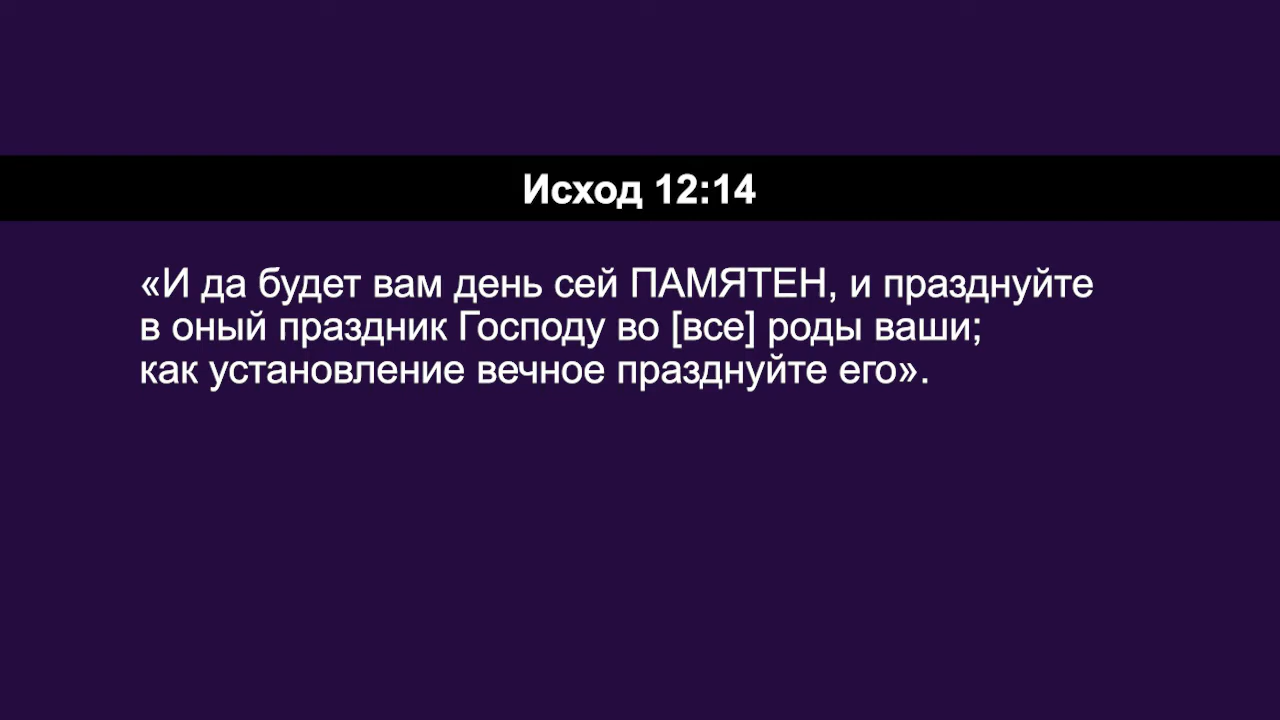 Исход 12:14
«И да будет вам день сей ПАМЯТЕН, и празднуйте
в оный праздник Господу во [все] роды ваши;
как установление вечное празднуйте его».